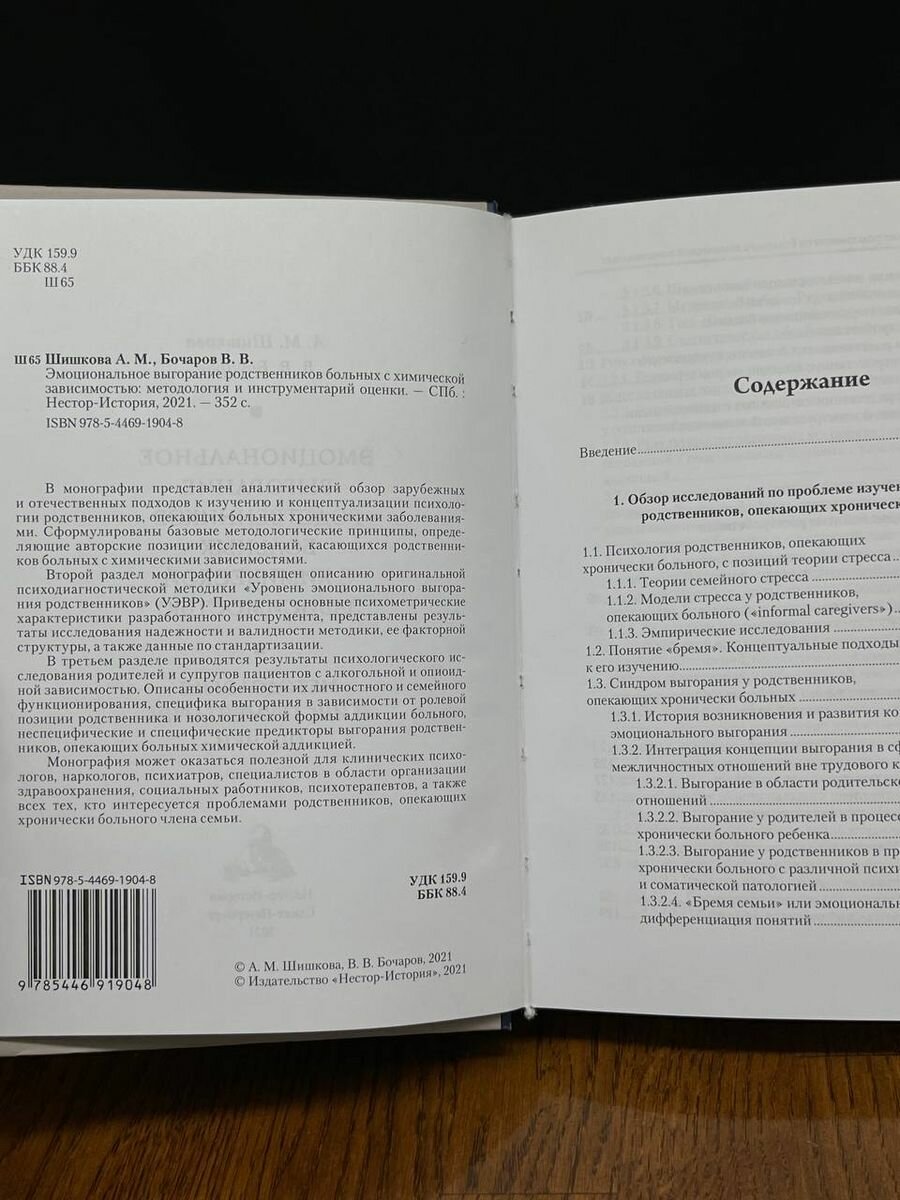 УДК 159.9
ББК 88.4
Ш 65
Ш 65 Шишкова А. М., Бочаров В. В.
Эмоциональное выгорание родственников больных с химической
зависимостью: методология и инструментарий оценки. — СПб. :
Нестор-История, 2021. — 352 с.
ISBN 978-5-4469-1904-8
В монографии представлен аналитический обзор зарубежных
и отечественных подходов к изучению и концептуализации психоло-
гии родственников, опекающих больных хроническими заболевания-
ми. Сформулированы базовые методологические принципы, опреде-
ляющие авторские позиции исследований, касающихся родственни-
ков больных с химическими зависимостями.
Второй раздел монографии посвящен описанию оригинальной
психодиагностической методики «Уровень эмоционального выгора-
ния родственников» (УЭВР). Приведены основные психометрические
характеристики разработанного инструмента, представлены резуль-
таты исследования надежности и валидности методики, ее факторной
структуры, а также данные по стандартизации.
В третьем разделе приводятся результаты психологического ис-
следования родителей и супругов пациентов с алкогольной и опиоид-
ной зависимостью. Описаны особенности их личностного и семейного
функционирования, специфика выгорания в зависимости от ролевой
позиции родственника и нозологической формы аддикции больного,
неспецифические и специфические предикторы выгорания родствен-
ников, опекающих больных химической аддикцией.
Монография может оказаться полезной для клинических психо-
логов, наркологов, психиатров, специалистов в области организации
здравоохранения, социальных работников, психотерапевтов, а также
всех тех, кто интересуется проблемами родственников, опекающих
хронически больного члена семьи.
ISBN 978-5-4469-1904-8
УДК 159.9
ББК 88.4
9 785446 919048
© А. М. Шишкова, В. В. Бочаров, 2021
© Издательство «Нестор-История», 2021
Содержание
Введение
1. Обзор исследований по проблеме изучен
родственников, опекающих хроническ
1.1. Психология родственников, опекающих
хронически больного, с позиций теории стресса
1.1.1. Теории семейного стресса
1.1.2. Модели стресса у родственников,
опекающих больного («informal caregivers»)
1.1.3. Эмпирические исследования
1.2. Понятие «бремя». Концептуальные подходы
к его изучению
1.3. Синдром выгорания у родственников,
опекающих хронически больных
1.3.1. История возникновения и развития ко
эмоционального выгорания
1.3.2. Интеграция концепции выгорания в сф
межличностных отношений вне трудового к
1.3.2.1. Выгорание в области родительско
отношений
1.3.2.2. Выгорание у родителей в процес
хронически больного ребенка
1.3.2.3. Выгорание у родственников в пр
хронически больного с различной психи
и соматической патологией
1.3.2.4. «Бремя семьи» или эмоциональн
дифференциация понятий